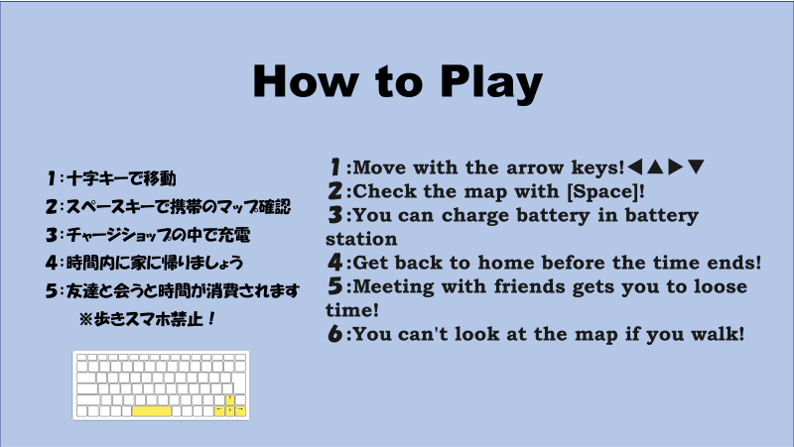 How to Play
1:十字キーで移動
2:スペースキーで携帯のマップ確認
3:チャージショップの中で充電
4:時間内に家に帰りましょう
5:友達と会うと時間が消費されます
※歩きスマホ禁止！
1:Move with the arrow keys!◀▲▶▼
2:Check the map with [Space]!
3:You can charge battery in battery
station
4:Get back to home before the time ends!
5:Meeting with friends gets you to loose
time!
6:You can't look at the map if you walk!